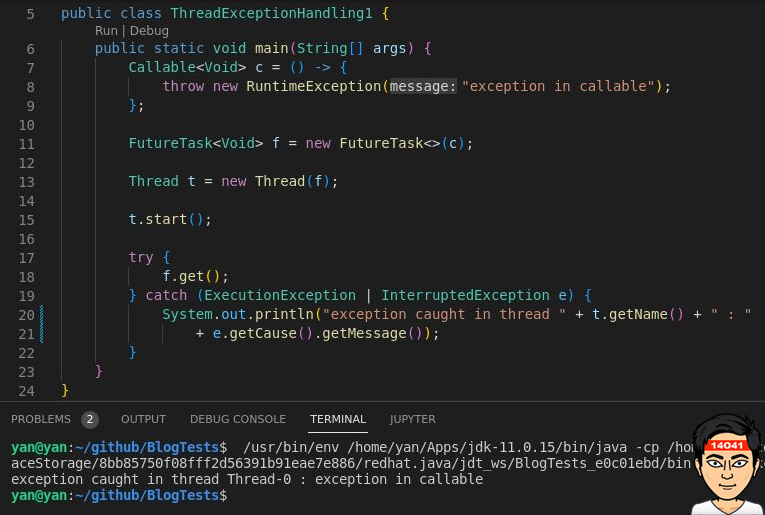 5 public class ThreadExceptionHandling1 {
Run | Debug
6 public static void main(String[] args) {
7 Callable<Void> c = () -> {
8 throw new RuntimeException(message: "exception in callable");
9 };
10
11 FutureTask<Void> f = new FutureTask<>(c);
12
13 Thread t = new Thread(f);
14
15 t.start();
16
17 try {
18 f.get();
19 } catch (ExecutionException | InterruptedException e) {
20 System.out.println("exception caught in thread " + t.getName() + " : "
21 + e.getCause().getMessage());
22 }
23 }
24 }
PROBLEMS 2 OUTPUT DEBUG CONSOLE TERMINAL JUPYTER
yan@yan:~/github/BlogTests$ /usr/bin/env /home/yan/Apps/jdk-11.0.15/bin/java -cp
aceStorage/8bb85750f08fff2d56391b91eae7e886/redhat.java/jdt_ws/BlogTests_e0c01ebd/bin
exception caught in thread Thread-0 : exception in callable
yan@yan:~/github/BlogTests$
14041